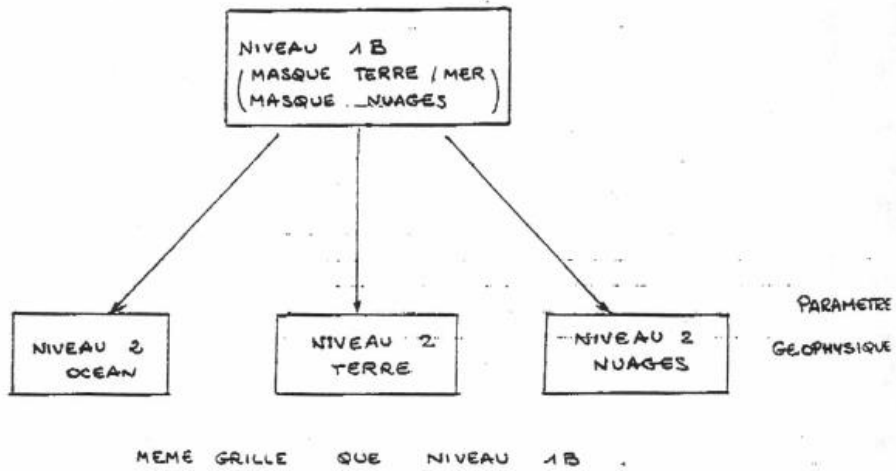 NIVEAU 1B
(MASQUE TERRE / MER
MASQUE NUAGES)
PARAMETRE
GEOPHYSIQUE
NIVEAU 2
OCEAN
NIVEAU 2
TERRE
NIVEAU 2
NUAGES
MEME GRILLE QUE NIVEAU 1B.